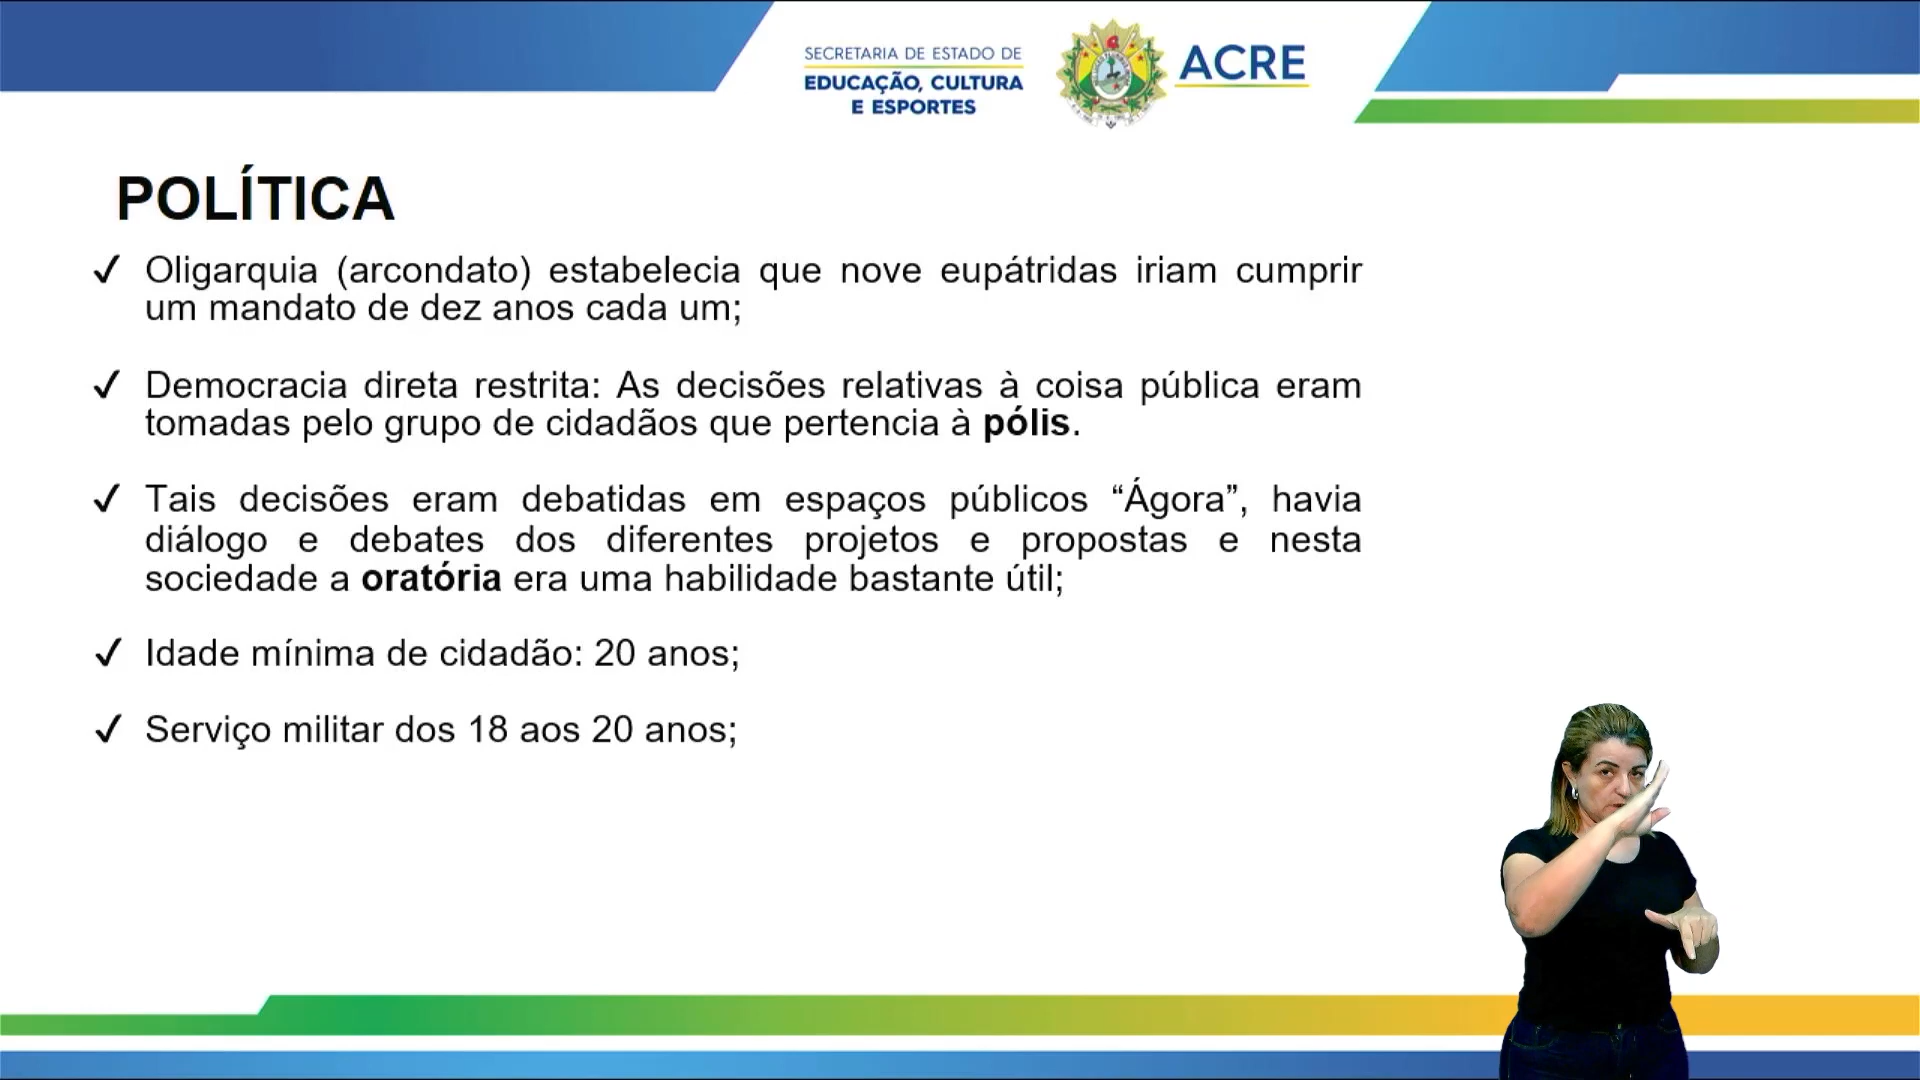 SECRETARIA DE ESTADO DE
EDUCAÇÃO, CULTURA
E ESPORTES
ACRE
POLÍTICA
✓ Oligarquia (arcondato) estabelecia que nove eupátridas iriam cumprir
um mandato de dez anos cada um;
✓ Democracia direta restrita: As decisões relativas à coisa pública eram
tomadas pelo grupo de cidadãos que pertencia à pólis.
✓ Tais decisões eram debatidas em espaços públicos “Ágora”, havia
diálogo e debates dos diferentes projetos e propostas e nesta
sociedade a oratória era uma habilidade bastante útil;
✓ Idade mínima de cidadão: 20 anos;
✓ Serviço militar dos 18 aos 20 anos;